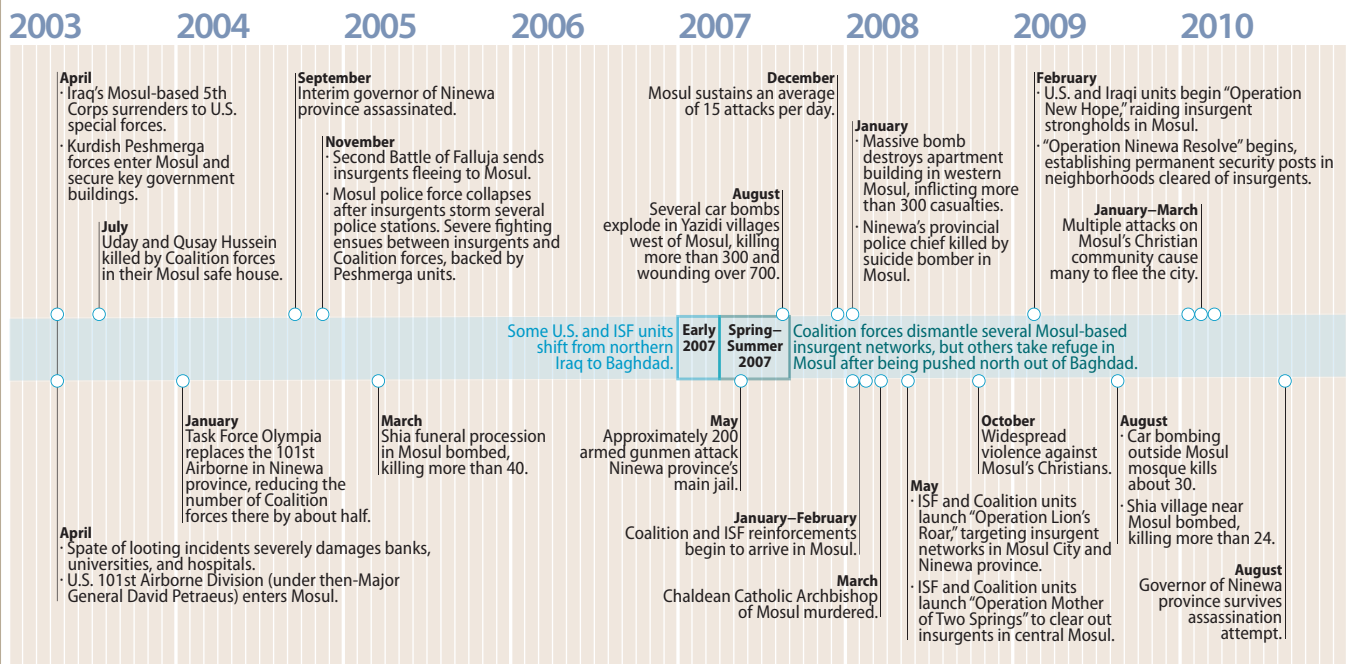 2003 2004 2005 2006 2007 2008 2009 2010
April
· Iraq's Mosul-based 5th
Corps surrenders to U.S.
special forces.
· Kurdish Peshmerga
forces enter Mosul and
secure key government
buildings.
July
Uday and Qusay Hussein
killed by Coalition forces
in their Mosul safe house.
September
Interim governor of Ninewa
province assassinated.
November
· Second Battle of Falluja sends
insurgents fleeing to Mosul.
· Mosul police force collapses
after insurgents storm several
police stations. Severe fighting
ensues between insurgents and
Coalition forces, backed by
Peshmerga units.
December
Mosul sustains an average
of 15 attacks per day.
August
Several car bombs
explode in Yazidi villages
west of Mosul, killing
more than 300 and
wounding over 700.
January
· Massive bomb
destroys apartment
building in western
Mosul, inflicting more
than 300 casualties.
· Ninewa's provincial
police chief killed by
suicide bomber in
Mosul.
February
· U.S. and Iraqi units begin "Operation
New Hope," raiding insurgent
strongholds in Mosul.
· "Operation Ninewa Resolve" begins,
establishing permanent security posts in
neighborhoods cleared of insurgents.
January–March
Multiple attacks on
Mosul's Christian
community cause
many to flee the city.
Some U.S. and ISF units
shift from northern
Iraq to Baghdad.
Early
2007
Spring–
Summer
2007
Coalition forces dismantle several Mosul-based
insurgent networks, but others take refuge in
Mosul after being pushed north out of Baghdad.
January
Task Force Olympia
replaces the 101st
Airborne in Ninewa
province, reducing the
number of Coalition
forces there by about half.
April
· Spate of looting incidents severely damages banks,
universities, and hospitals.
· U.S. 101st Airborne Division (under then-Major
General David Petraeus) enters Mosul.
March
Shia funeral procession
in Mosul bombed,
killing more than 40.
May
Approximately 200
armed gunmen attack
Ninewa province's
main jail.
January–February
Coalition and ISF reinforcements
begin to arrive in Mosul.
March
Chaldean Catholic Archbishop
of Mosul murdered.
October
Widespread
violence against
Mosul's Christians.
May
· ISF and Coalition units
launch "Operation Lion's
Roar," targeting insurgent
networks in Mosul City and
Ninewa province.
· ISF and Coalition units
launch "Operation Mother
of Two Springs" to clear out
insurgents in central Mosul.
August
· Car bombing
outside Mosul
mosque kills
about 30.
· Shia village near
Mosul bombed,
killing more than 24.
August
Governor of Ninewa
province survives
assassination
attempt.